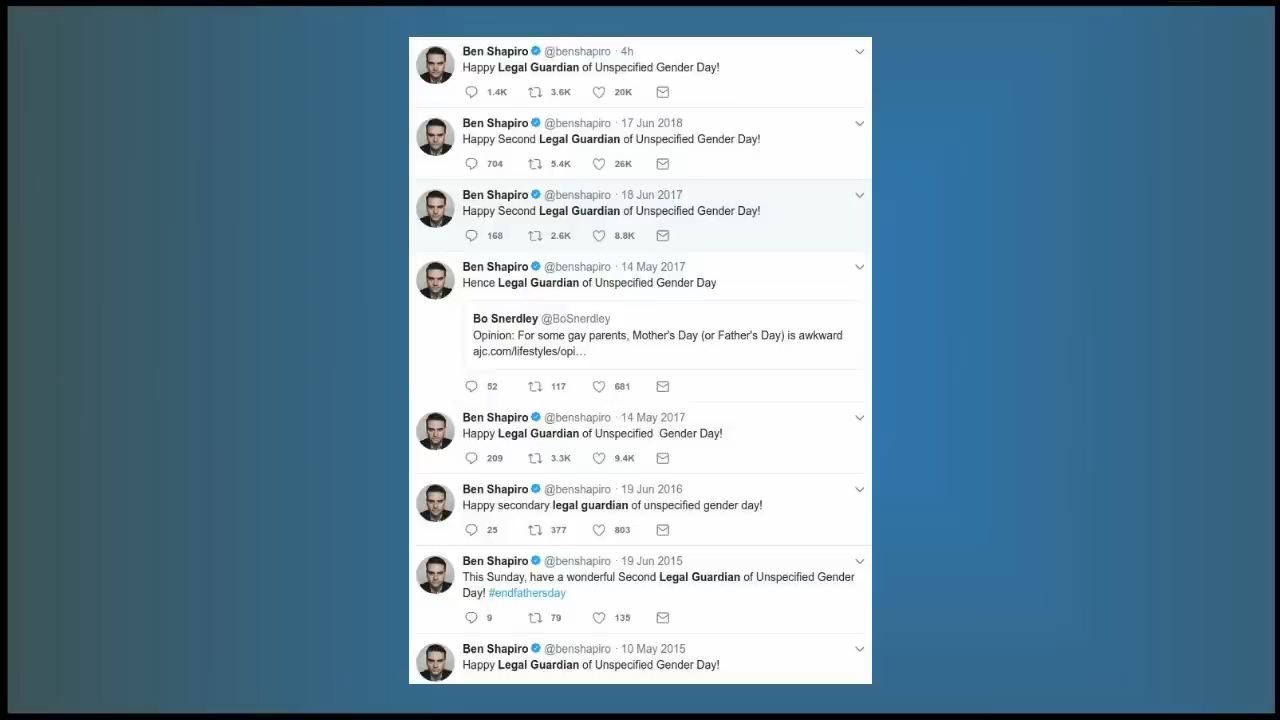 Ben Shapiro @benshapiro · 4h
Happy Legal Guardian of Unspecified Gender Day!
1.4K 3.6K 20K
Ben Shapiro @benshapiro · 17 Jun 2018
Happy Second Legal Guardian of Unspecified Gender Day!
704 5.4K 26K
Ben Shapiro @benshapiro · 18 Jun 2017
Happy Second Legal Guardian of Unspecified Gender Day!
168 2.6K 8.8K
Ben Shapiro @benshapiro · 14 May 2017
Hence Legal Guardian of Unspecified Gender Day
Bo Snerdley @BoSnerdley
Opinion: For some gay parents, Mother's Day (or Father's Day) is awkward
ajc.com/lifestyles/opi…
52 117 681
Ben Shapiro @benshapiro · 14 May 2017
Happy Legal Guardian of Unspecified  Gender Day!
209 3.3K 9.4K
Ben Shapiro @benshapiro · 19 Jun 2016
Happy secondary legal guardian of unspecified gender day!
25 377 803
Ben Shapiro @benshapiro · 19 Jun 2015
This Sunday, have a wonderful Second Legal Guardian of Unspecified Gender
Day! #endfathersday
9 79 135
Ben Shapiro @benshapiro · 10 May 2015
Happy Legal Guardian of Unspecified Gender Day!